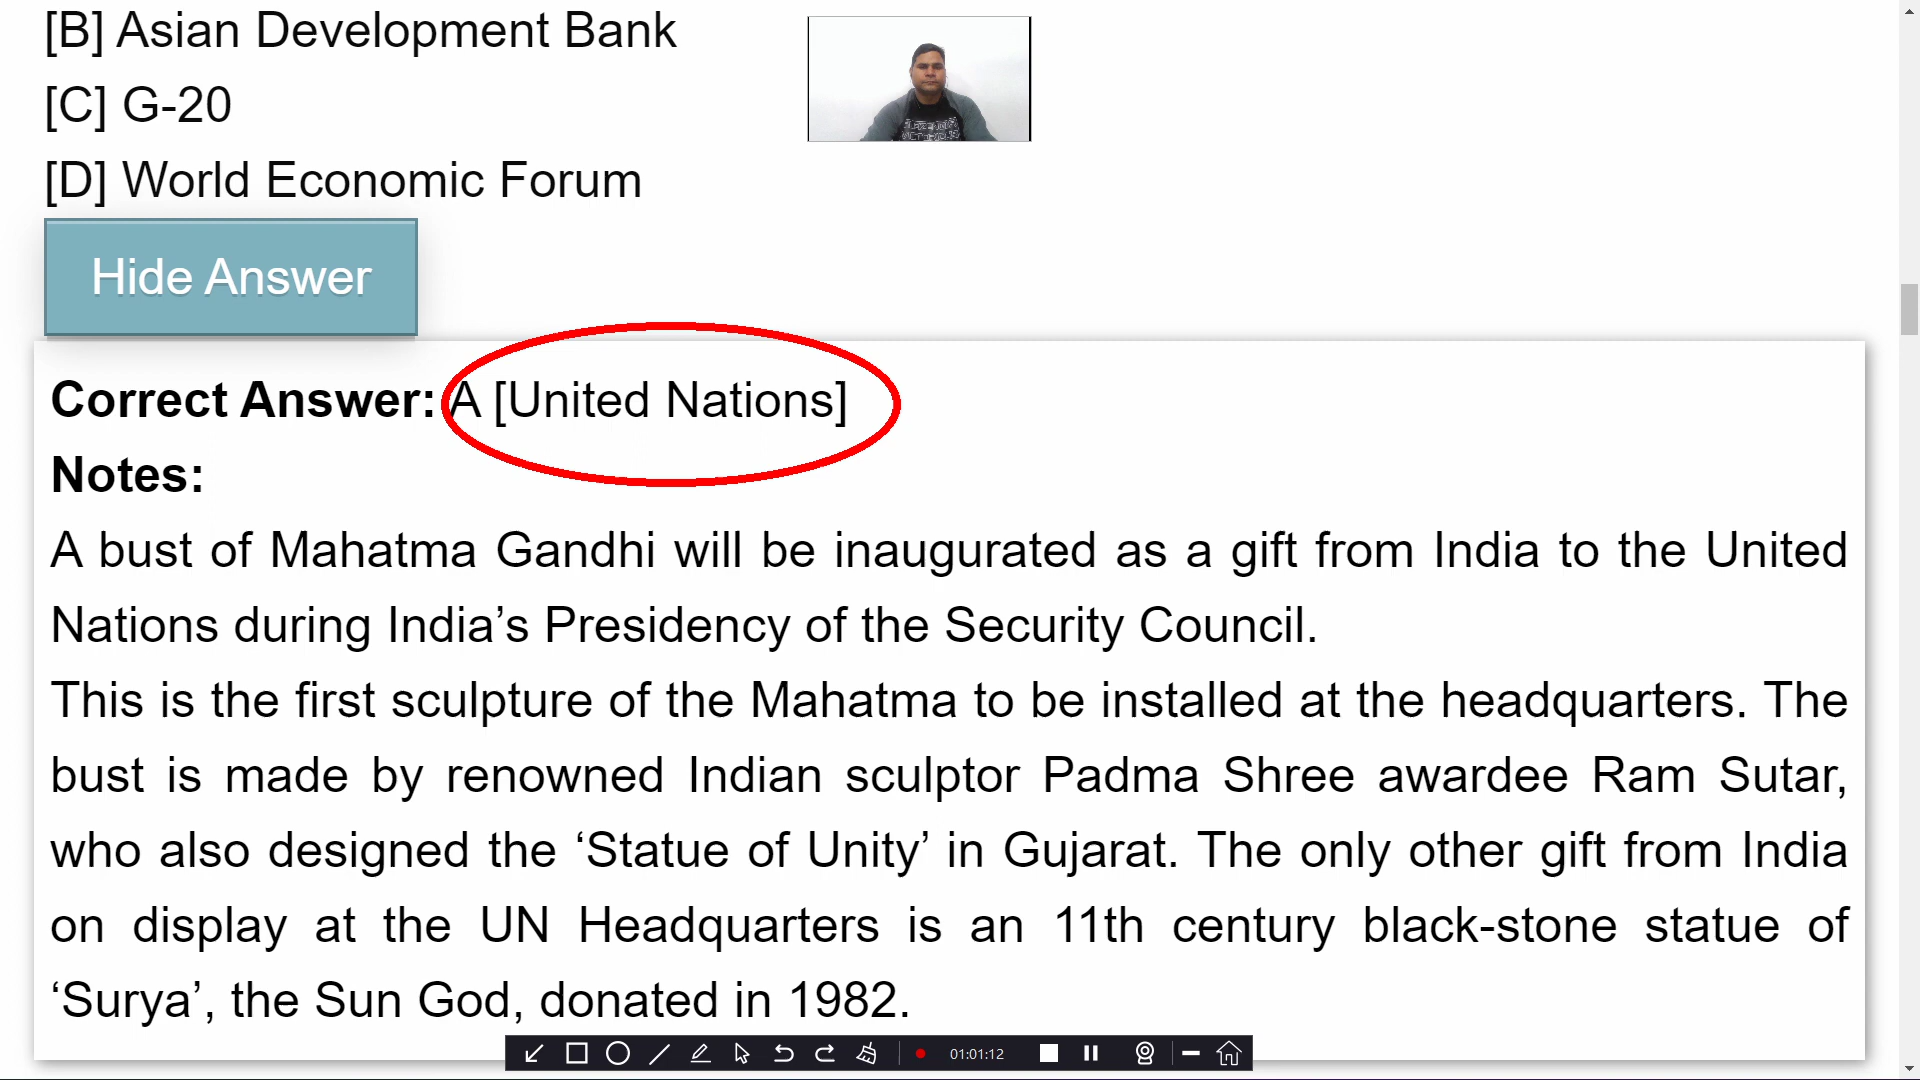 [B] Asian Development Bank
[C] G-20
[D] World Economic Forum
Hide Answer
Correct Answer: A [United Nations]
Notes:
A bust of Mahatma Gandhi will be inaugurated as a gift from India to the United
Nations during India’s Presidency of the Security Council.
This is the first sculpture of the Mahatma to be installed at the headquarters. The
bust is made by renowned Indian sculptor Padma Shree awardee Ram Sutar,
who also designed the ‘Statue of Unity’ in Gujarat. The only other gift from India
on display at the UN Headquarters is an 11th century black-stone statue of
‘Surya’, the Sun God, donated in 1982.
01:01:12